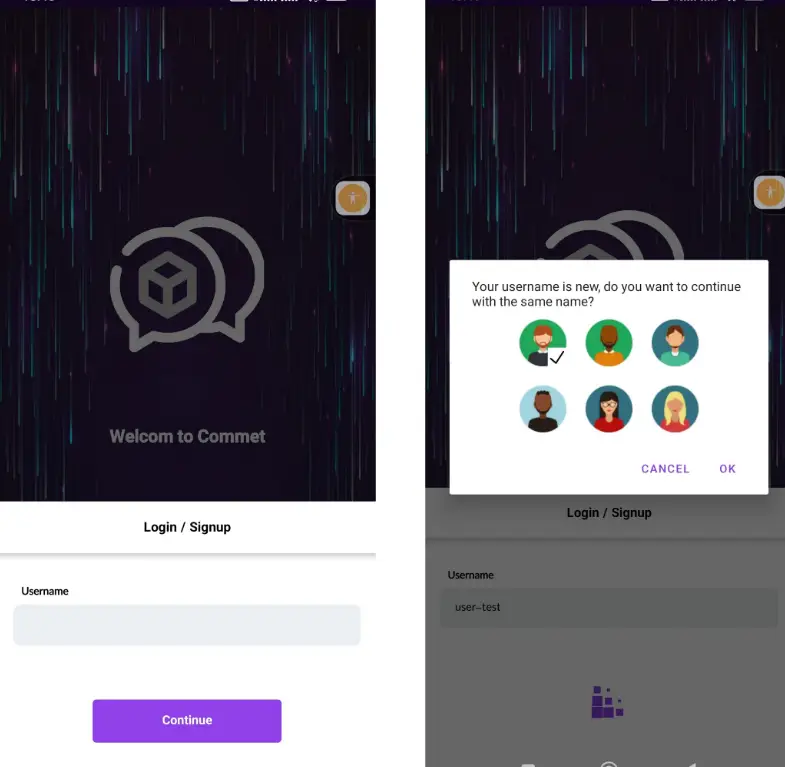 Welcom to Commet
Login / Signup
Username
Continue
Your username is new, do you want to continue
with the same name?
CANCEL OK
Login / Signup
Username
user-test